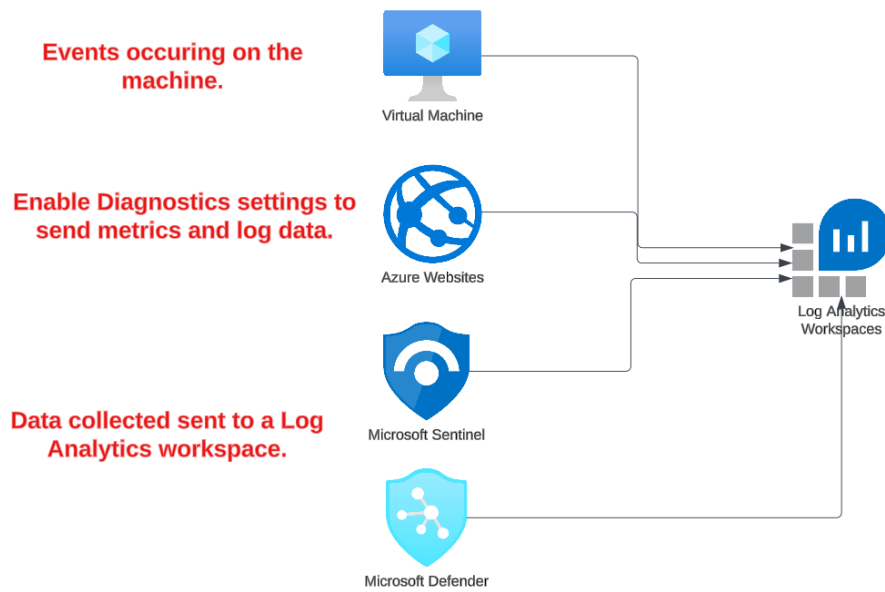 Events occuring on the
machine.
Virtual Machine
Enable Diagnostics settings to
send metrics and log data.
Azure Websites
Log Analytics
Workspaces
Microsoft Sentinel
Data collected sent to a Log
Analytics workspace.
Microsoft Defender